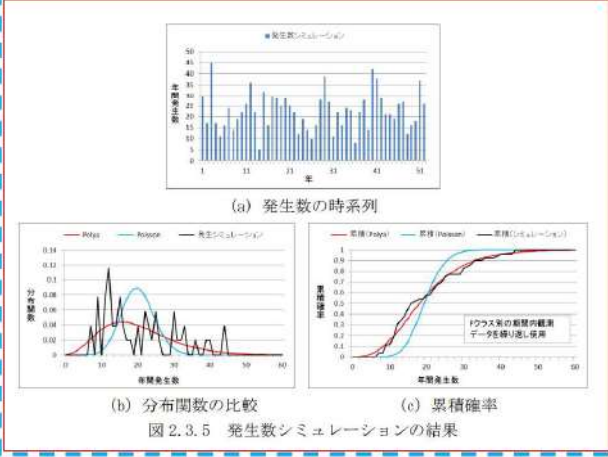 発生数シミュレーション
年間発生数
50
45
40
35
30
25
20
15
10
5
0
1 11 21 31 41 51
年
(a) 発生数の時系列
Polya Poisson 発生シミュレーション
分布関数
0.14
0.12
0.1
0.08
0.06
0.04
0.02
0
0 10 20 30 40 50 60
年間発生数
(b) 分布関数の比較
累積(Polya) 累積(Poisson) 累積(シミュレーション)
累積確率
1
0.9
0.8
0.7
0.6
0.5
0.4
0.3
0.2
0.1
0
0 10 20 30 40 50 60
Fクラス別の期間内観測
データを繰り返し使用
年間発生数
(c) 累積確率
図 2.3.5 発生数シミュレーションの結果